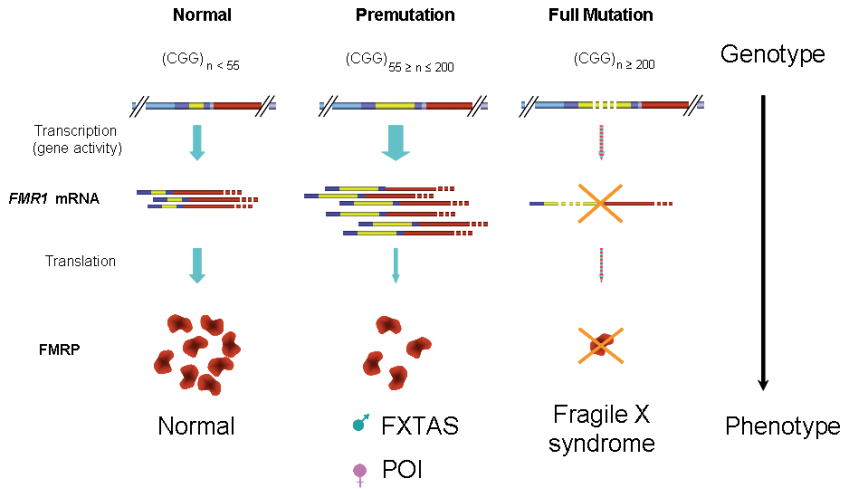 Normal
Premutation
Full Mutation
(CGG) n < 55
(CGG) 55 ≥ n ≤ 200
(CGG) n ≥ 200
Genotype
Transcription
(gene activity)
FMR1 mRNA
Translation
FMRP
Normal
♂ FXTAS
♀ POI
Fragile X
syndrome
Phenotype